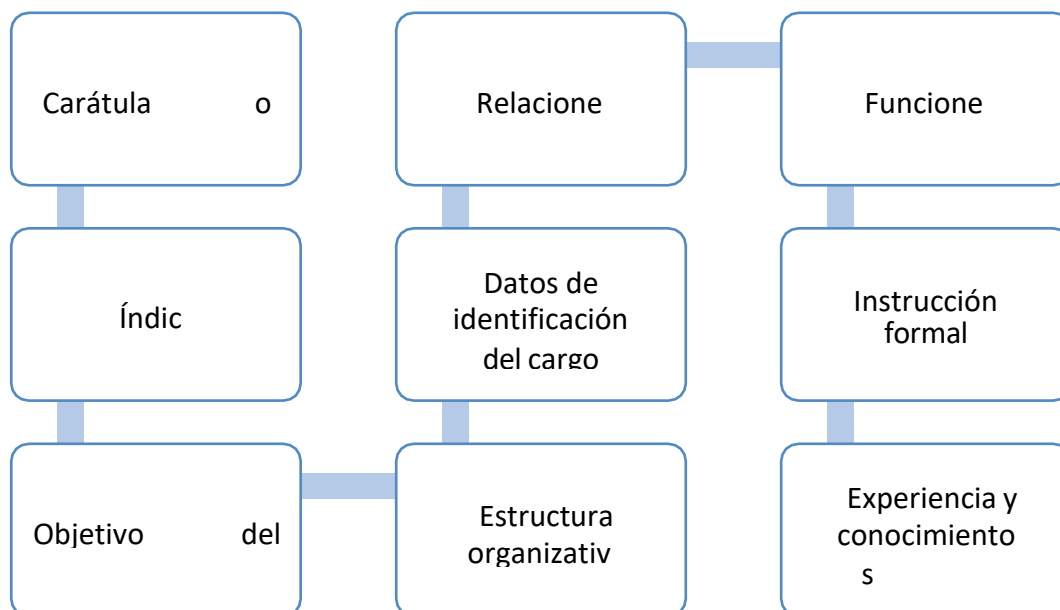 Carátula o
Índic
Objetivo del
Estructura
organizativ
Datos de
identificación
del cargo
Relacione
Funcione
Instrucción
formal
Experiencia y
conocimiento
s